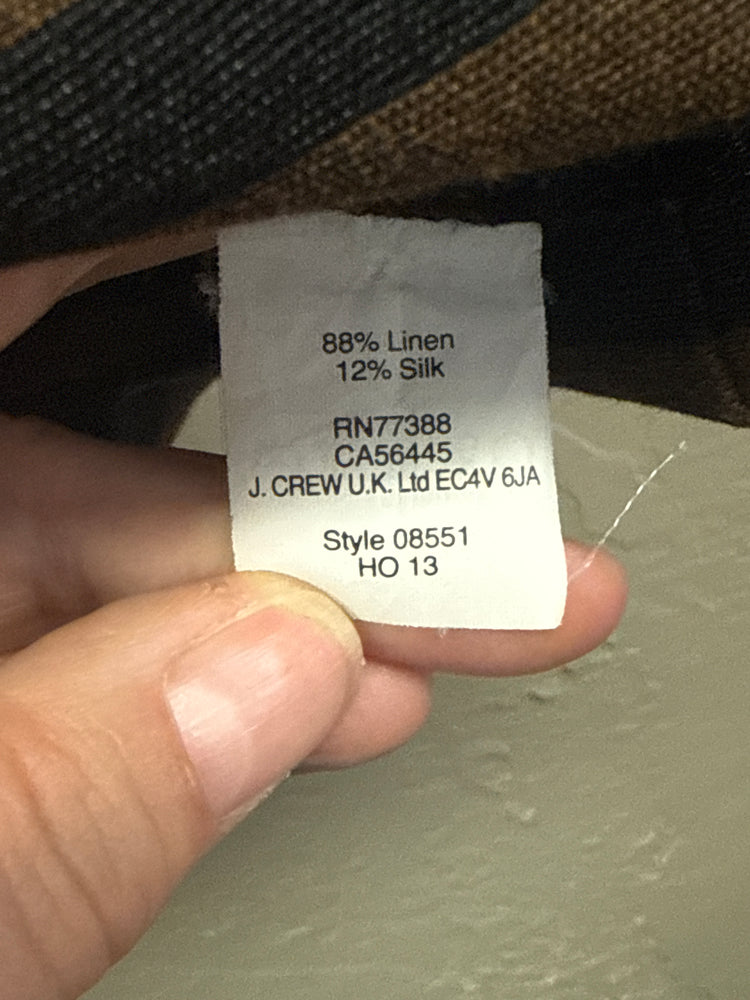 88% Linen
12% Silk
RN77388
CA56445
J. CREW U.K. Ltd EC4V 6JA
Style 08551
HO 13